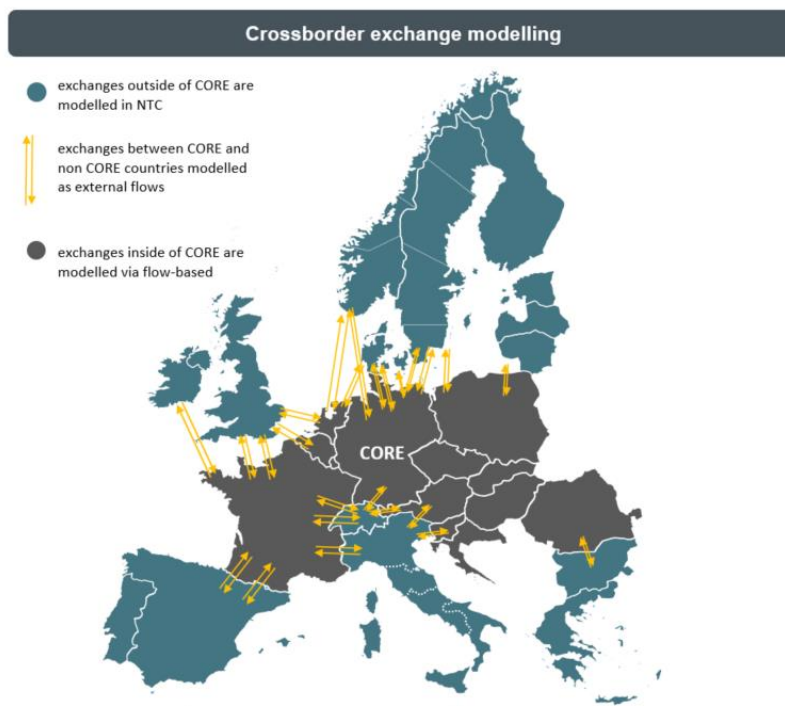 Crossborder exchange modelling
exchanges outside of CORE are
modelled in NTC
exchanges between CORE and
non CORE countries modelled
as external flows
exchanges inside of CORE are
modelled via flow-based
CORE